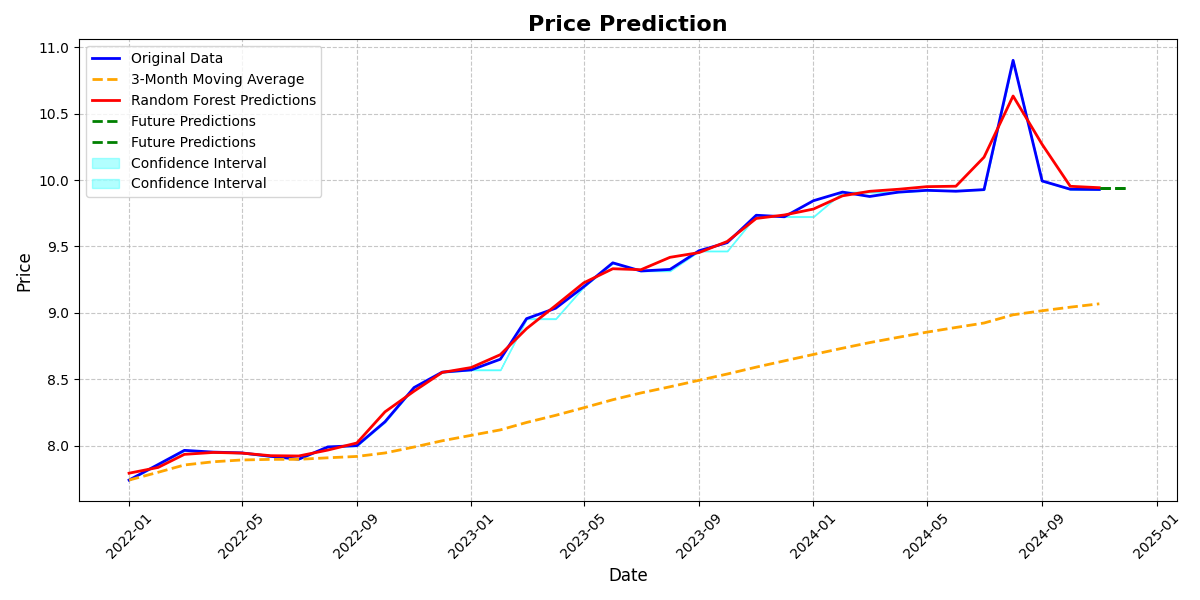 Price Prediction
11.0
10.5
10.0
9.5
9.0
8.5
8.0
Price
Original Data
3-Month Moving Average
Random Forest Predictions
Future Predictions
Future Predictions
Confidence Interval
Confidence Interval
2022-01
2022-05
2022-09
2023-01
2023-05
2023-09
2024-01
2024-05
2024-09
2025-01
Date